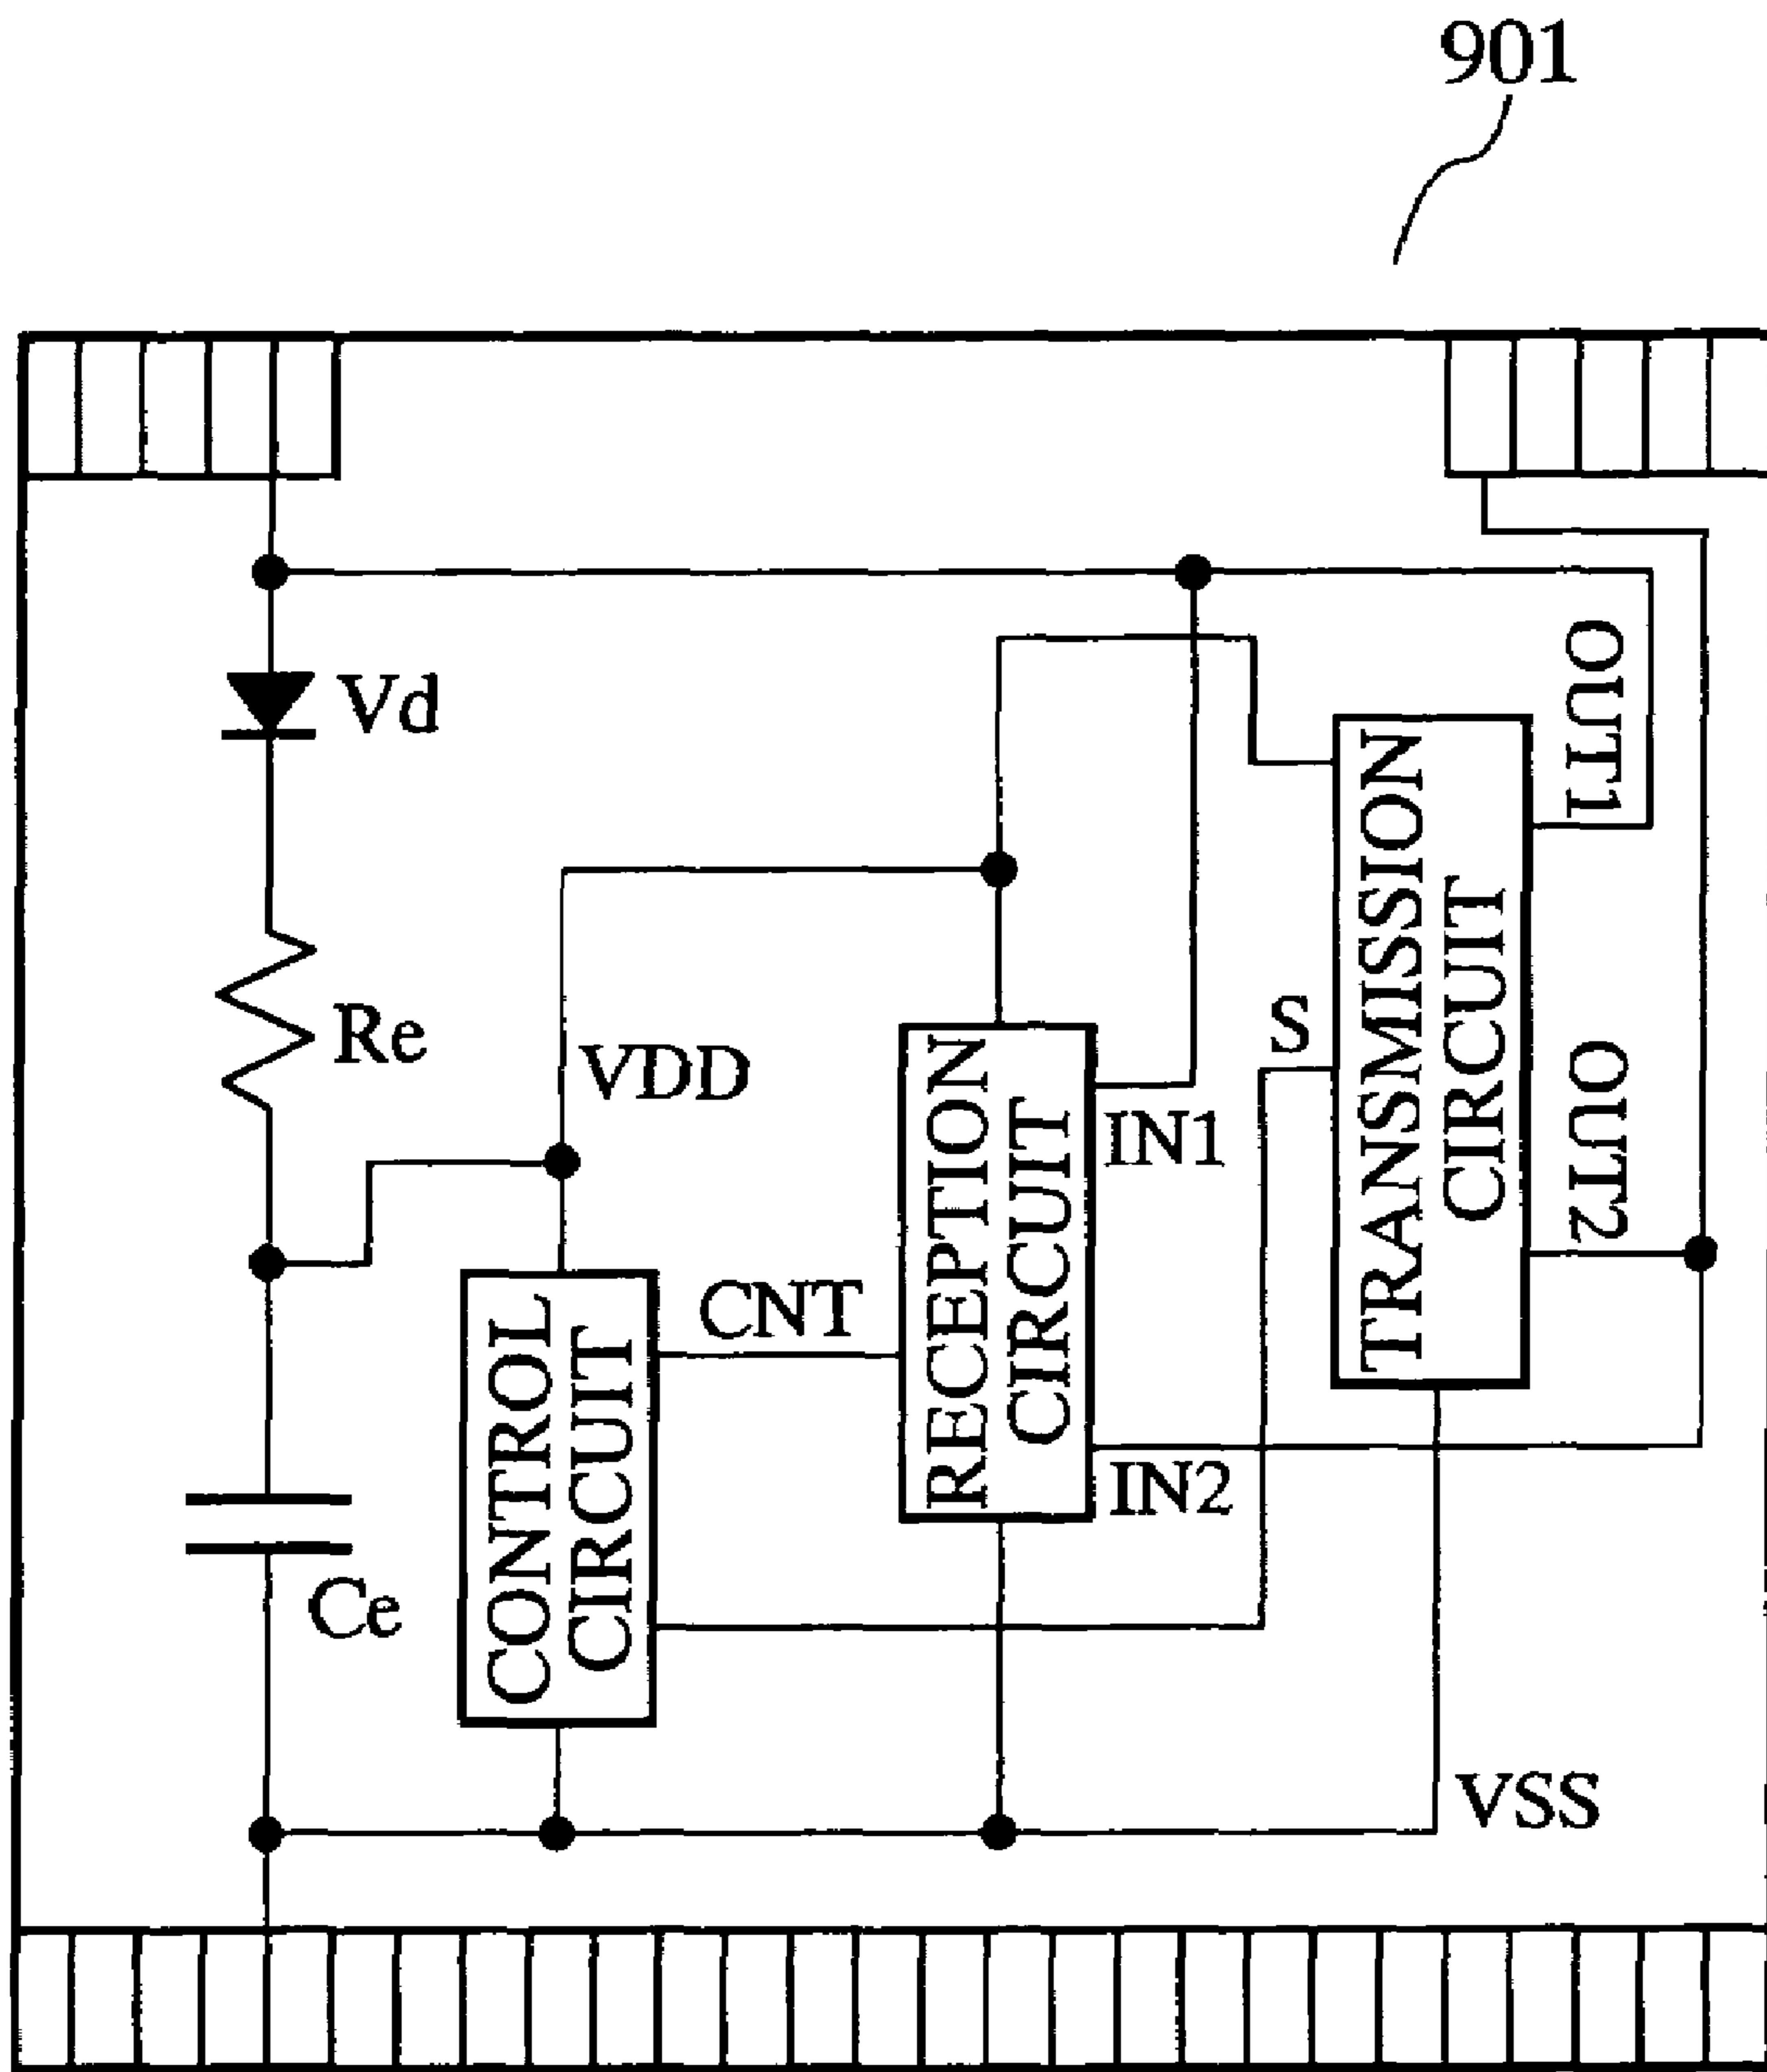 901
Vd
OUT1
TRANSMISSION
CIRCUIT
Re
VDD
S
RECEPTION
CIRCUIT
IN1
OUT2
CNT
CONTROL
CIRCUIT
IN2
Ce
VSS